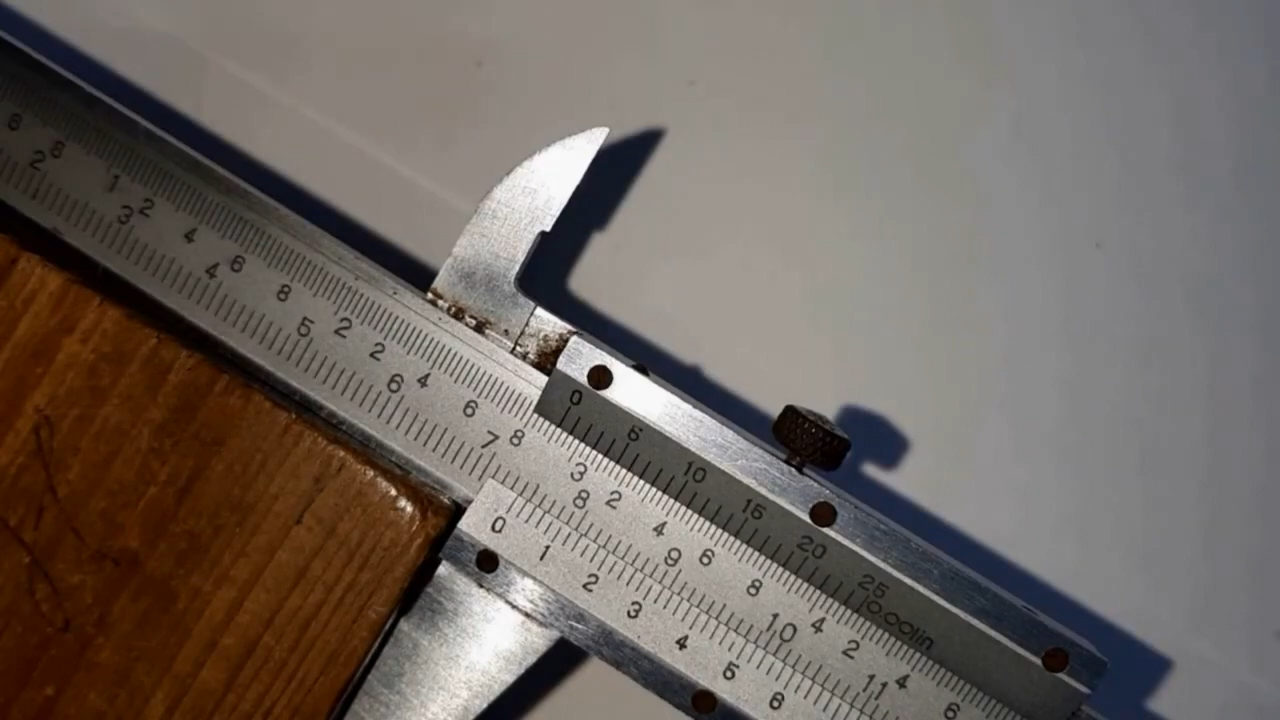 6 8 1 2 4 6 8 2 2 4 6 8 3 2 4 6 8 4 2 4 6
2 3 4 5 6 7 8 9 10 11
0 5 10 15 20 25
0.001in
0 1 2 3 4 5 6